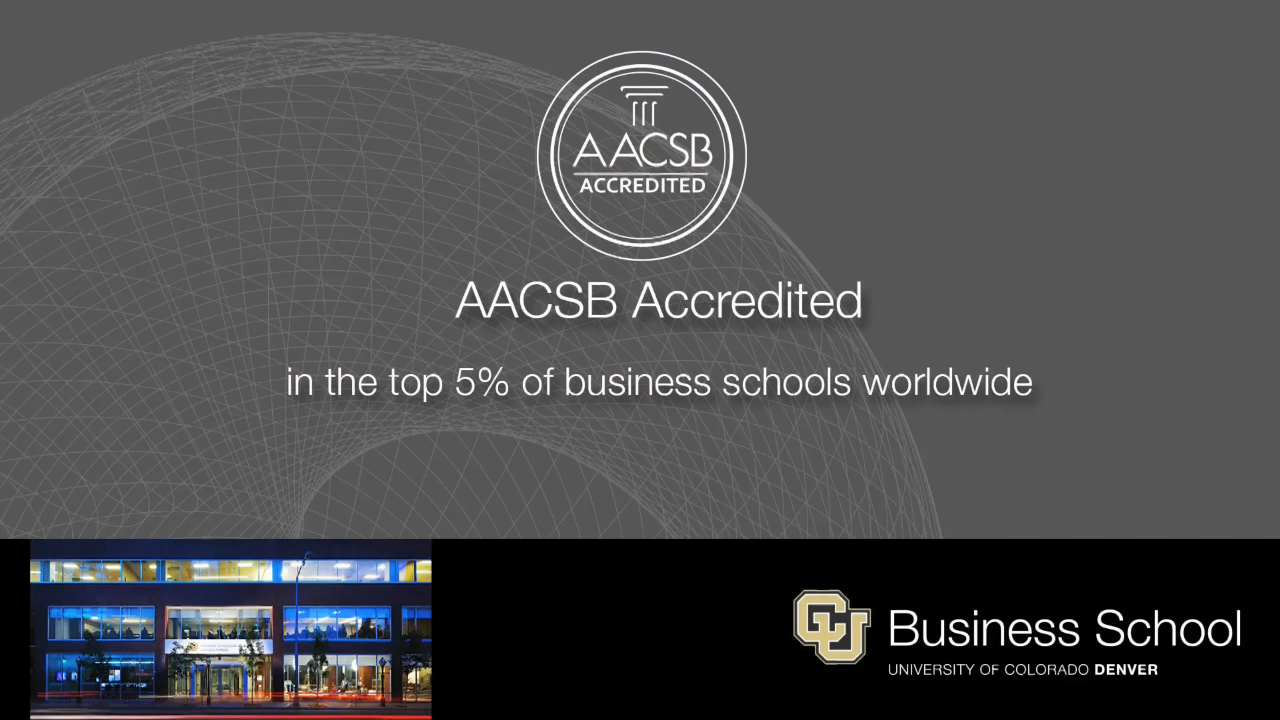 AACSB
ACCREDITED
AACSB Accredited
in the top 5% of business schools worldwide
CU Business School
UNIVERSITY OF COLORADO DENVER